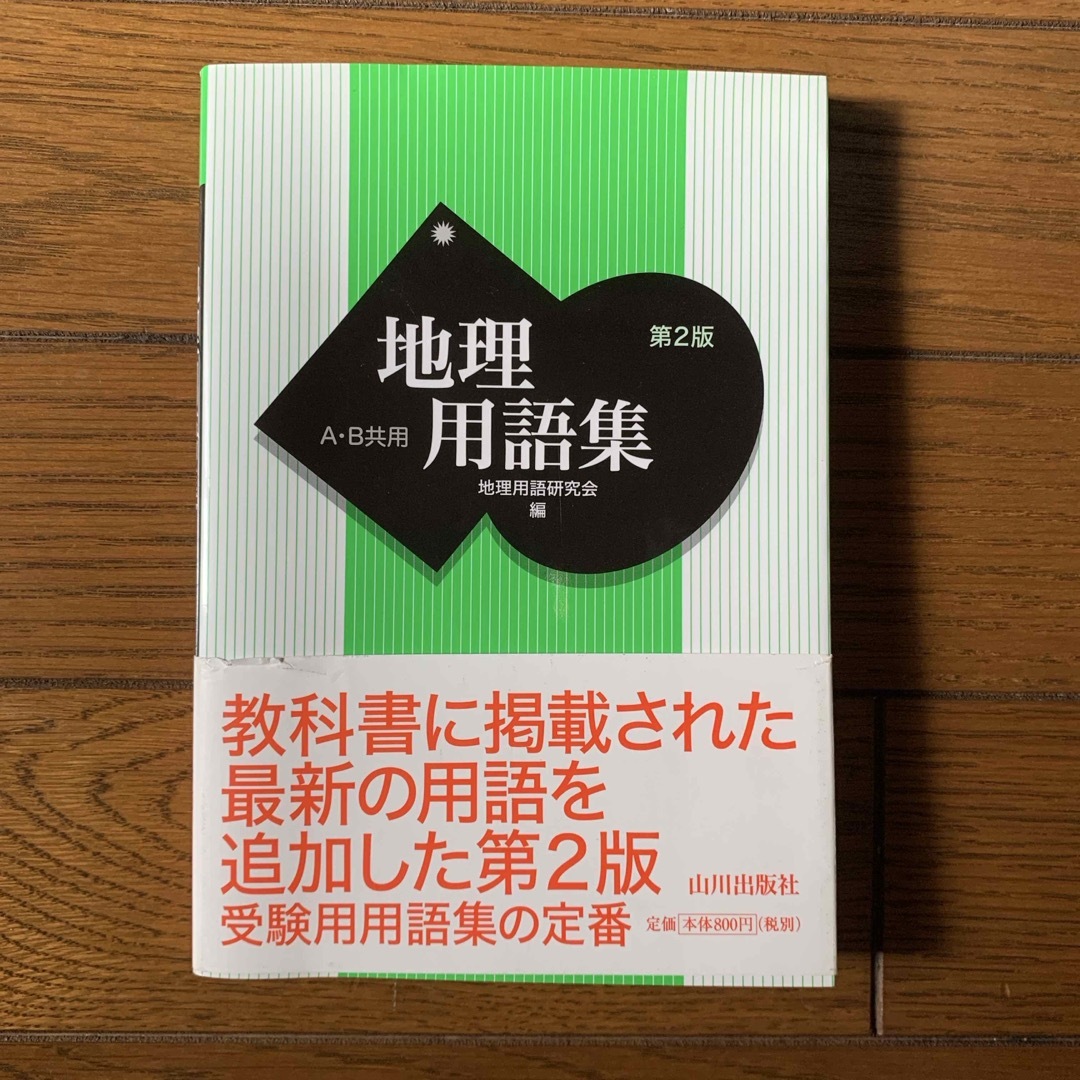 地理
第2版
A・B共用
用語集
地理用語研究会
編
教科書に掲載された
最新の用語を
追加した第2版
山川出版社
受験用用語集の定番
定価 本体800円(税別)